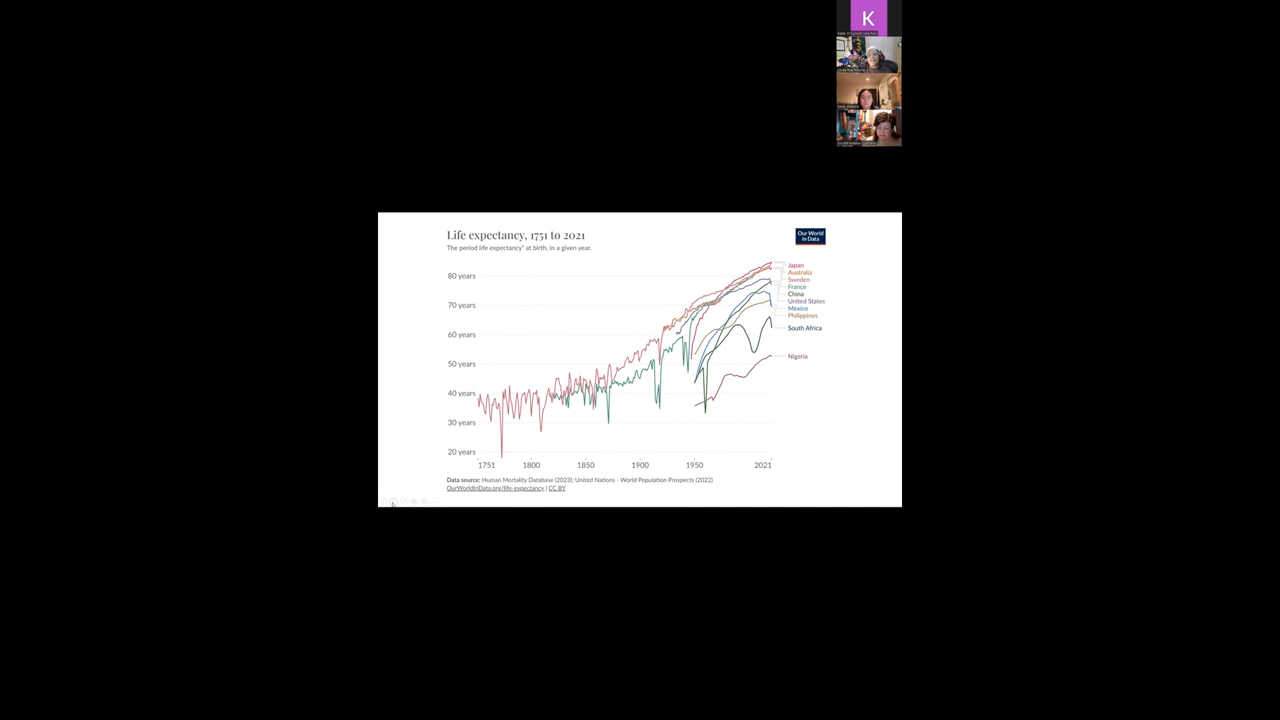 K
Life expectancy, 1751 to 2021
The period life expectancy¹ at birth, in a given year.
Our World
in Data
80 years
70 years
60 years
50 years
40 years
30 years
20 years
1751
1800
1850
1900
1950
2021
Japan
Australia
Sweden
France
China
United States
Mexico
Philippines
South Africa
Nigeria
Data source: Human Mortality Database (2023); United Nations - World Population Prospects (2022)
OurWorldInData.org/life-expectancy | CC BY